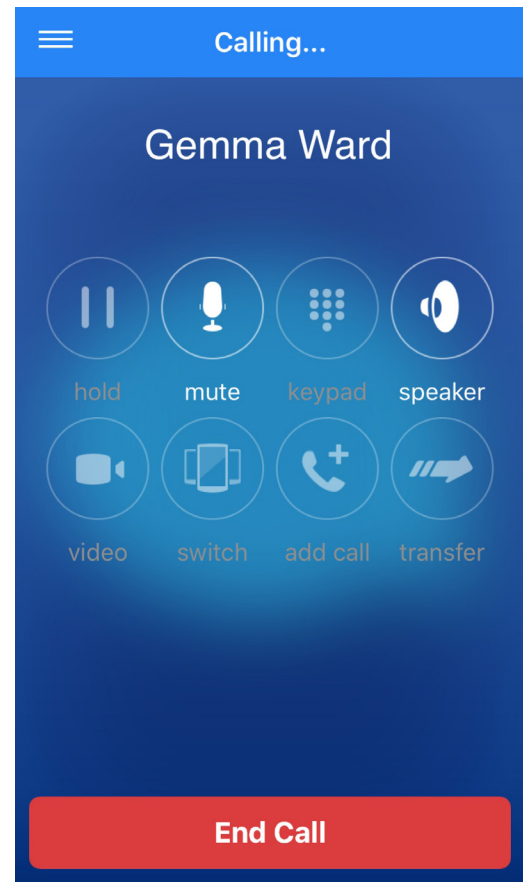 Calling...
Gemma Ward
hold mute keypad speaker
video switch add call transfer
End Call